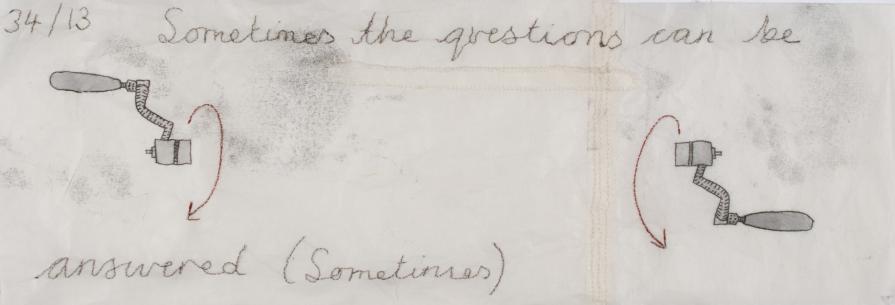 34/13 Sometimes the questions can be
answered (Sometimes)